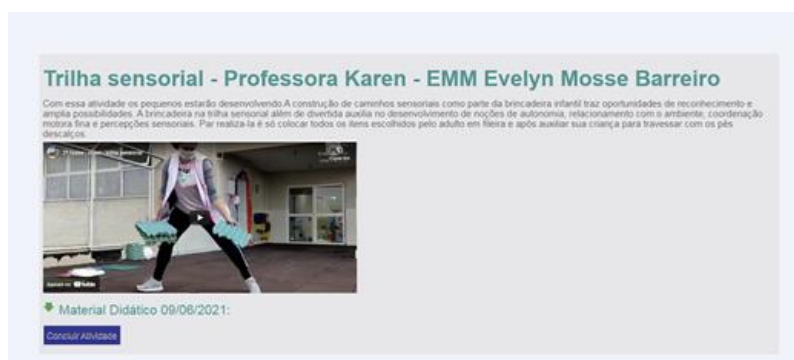 Trilha sensorial - Professora Karen - EMM Evelyn Mosse Barreiro
Com essa atividade os pequenos estarão desenvolvendo.A construção de caminhos sensoriais como parte da brincadeira infantil traz oportunidades de reconhecimento e
amplia possibilidades. A brincadeira na trilha sensorial além de divertida auxilia no desenvolvimento de noções de autonomia, relacionamento com o ambiente, coordenação
motora fina e percepções sensoriais. Par realiza-la é só colocar todos os itens escolhidos pelo adulto em fileira e após auxiliar sua criança para travessar com os pés
descalços.
YouTube
Material Didático 09/06/2021:
Concluir Atividade